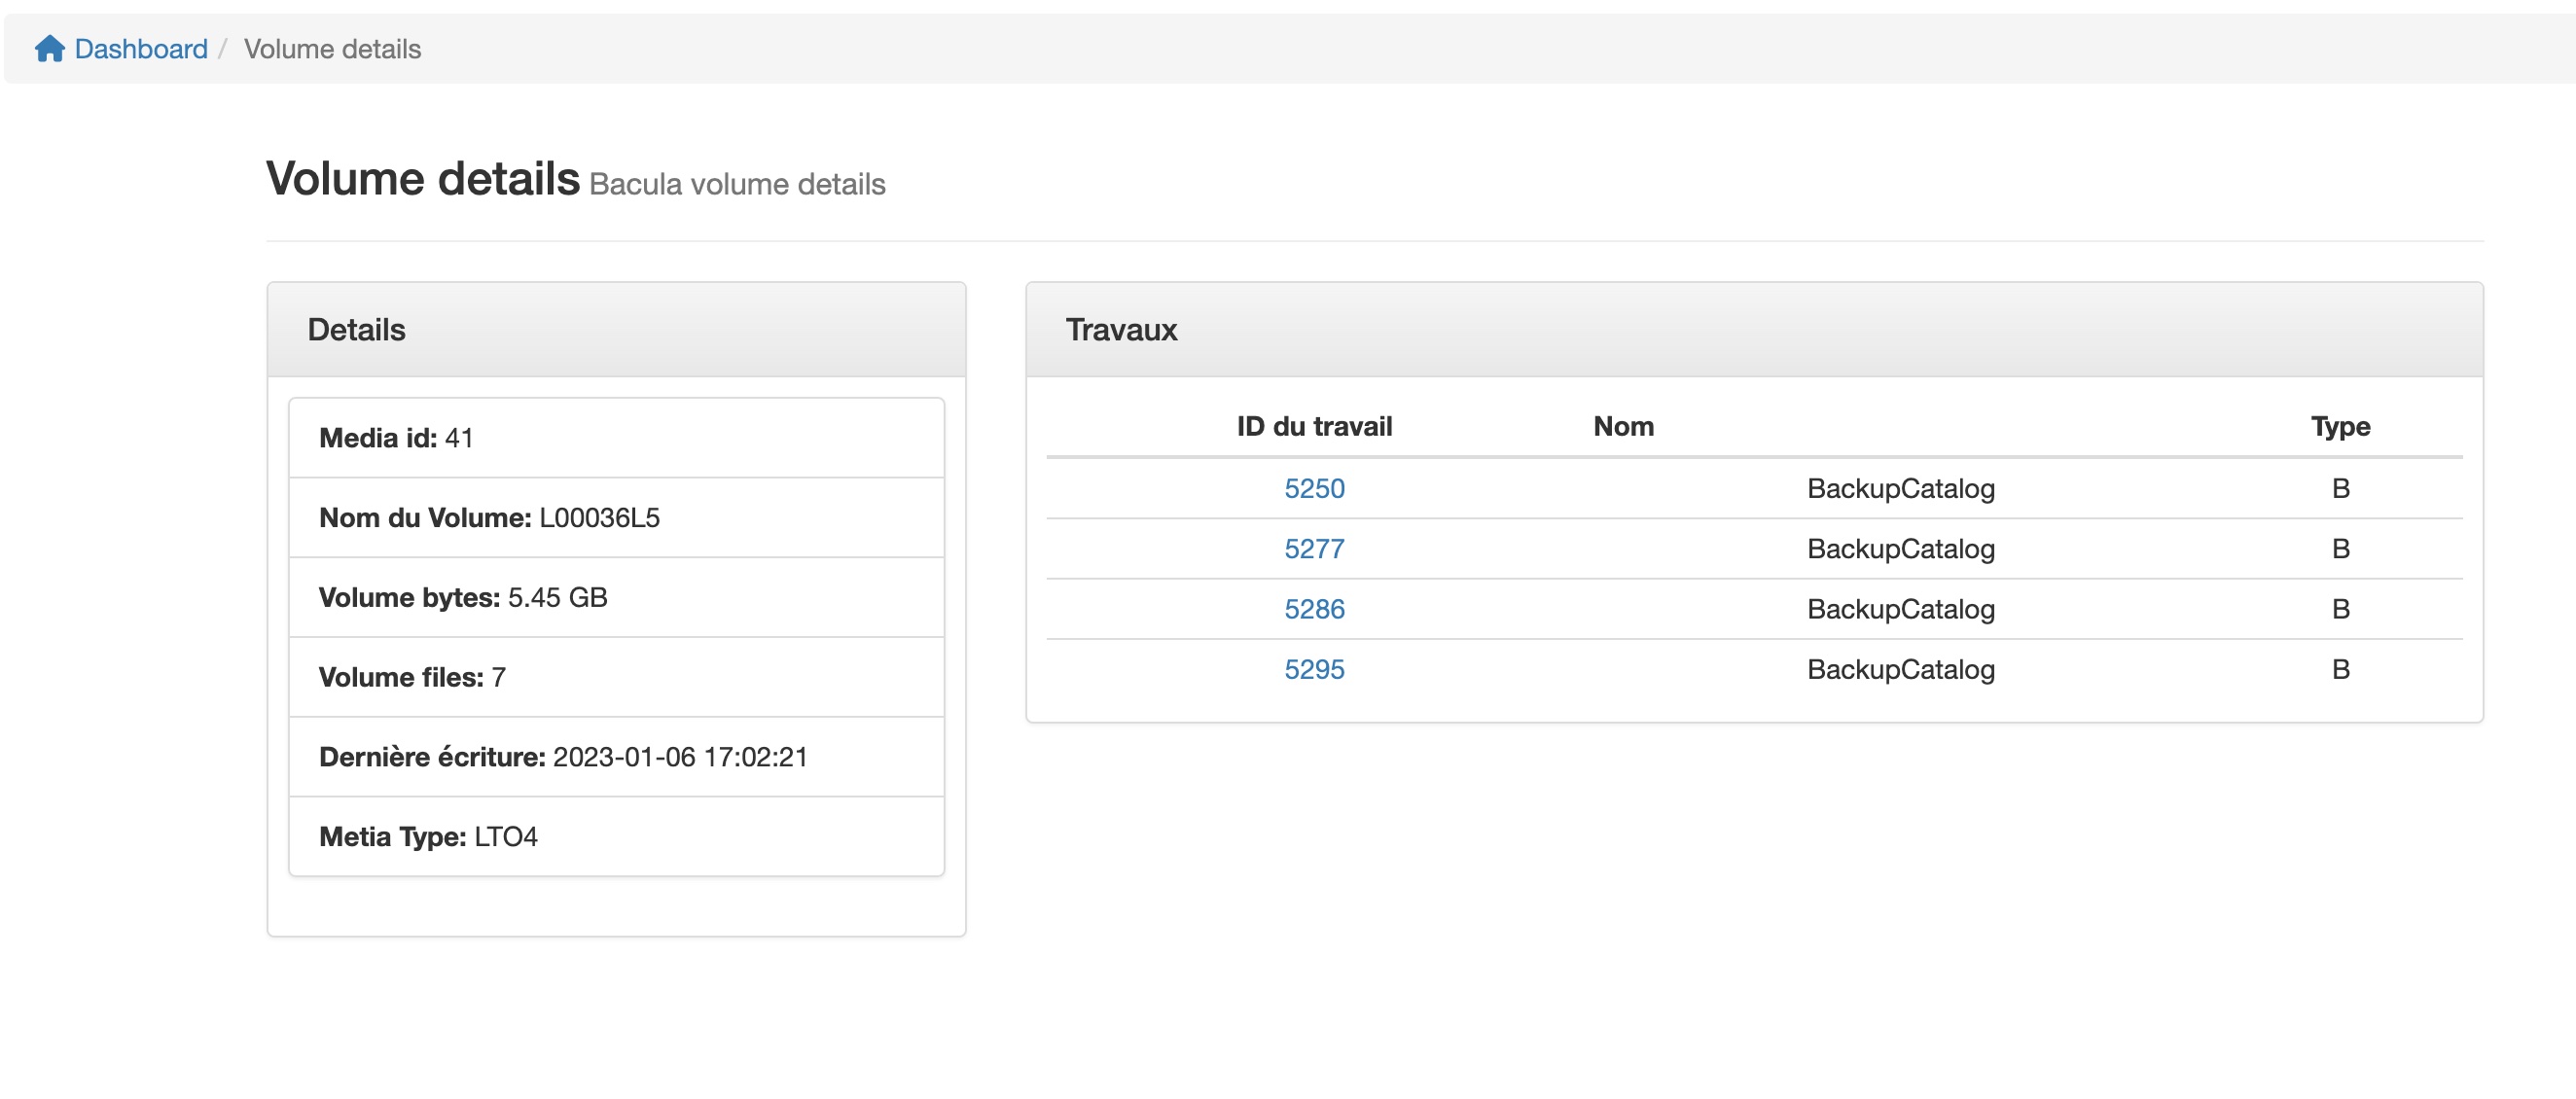 Dashboard / Volume details
Volume details Bacula volume details
Details
Media id: 41
Nom du Volume: L00036L5
Volume bytes: 5.45 GB
Volume files: 7
Dernière écriture: 2023-01-06 17:02:21
Metia Type: LTO4
Travaux
ID du travail Nom Type
5250 BackupCatalog B
5277 BackupCatalog B
5286 BackupCatalog B
5295 BackupCatalog B